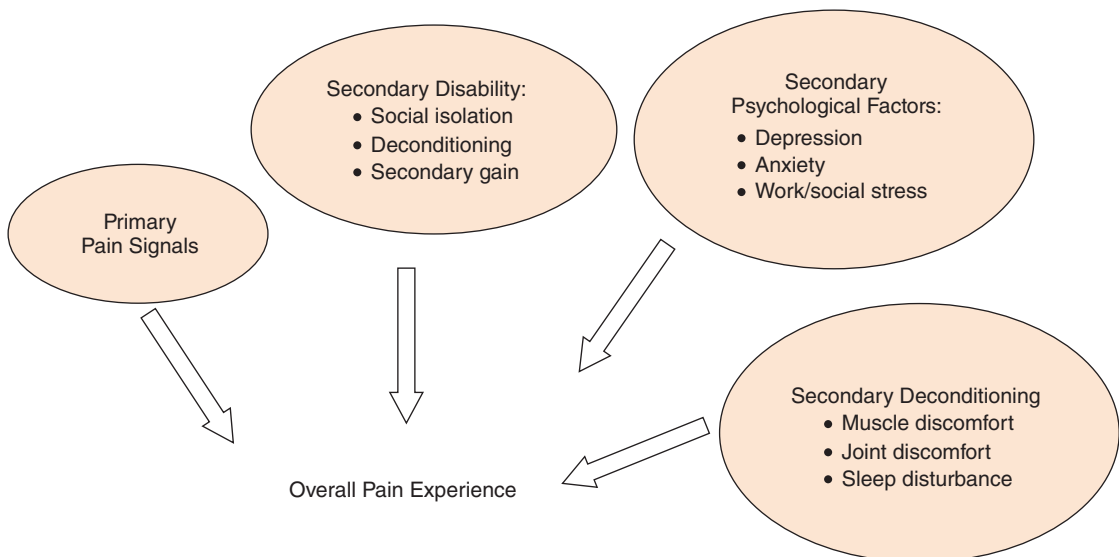 Primary
Pain Signals
Secondary Disability:
• Social isolation
• Deconditioning
• Secondary gain
Secondary
Psychological Factors:
• Depression
• Anxiety
• Work/social stress
Secondary Deconditioning
• Muscle discomfort
• Joint discomfort
• Sleep disturbance
Overall Pain Experience